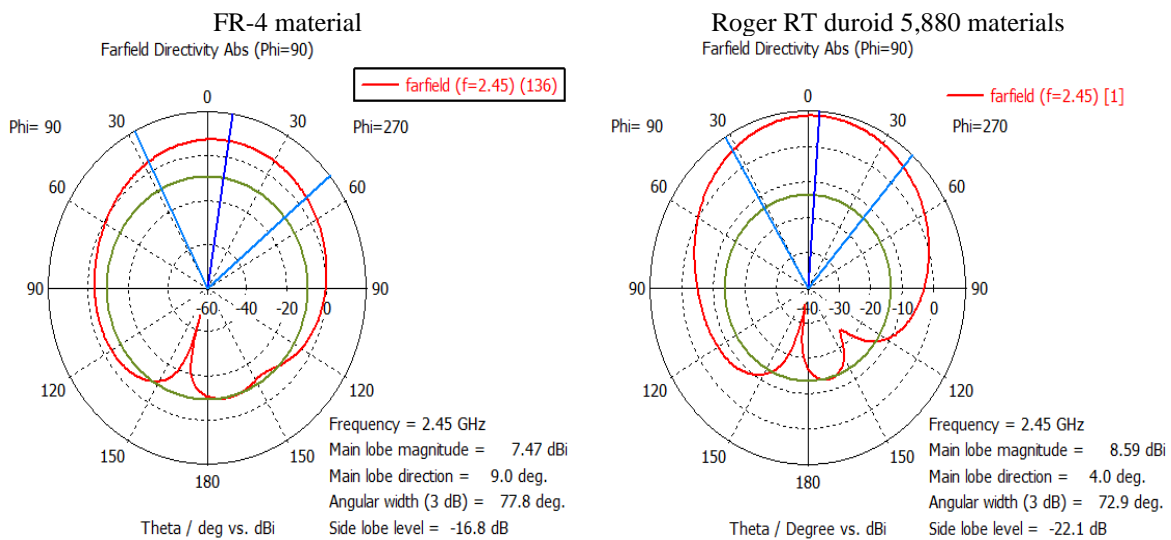 FR-4 material
Farfield Directivity Abs (Phi=90)
farfield (f=2.45) (136)
0
30
30
Phi= 90
Phi=270
60
60
90
90
-60
-40
-20
0
120
120
150
150
180
Frequency = 2.45 GHz
Main lobe magnitude = 7.47 dBi
Main lobe direction = 9.0 deg.
Angular width (3 dB) = 77.8 deg.
Side lobe level = -16.8 dB
Theta / deg vs. dBi
Roger RT duroid 5,880 materials
Farfield Directivity Abs (Phi=90)
farfield (f=2.45) [1]
0
30
30
Phi= 90
Phi=270
60
60
90
90
-40
-30
-20
-10
0
120
120
150
150
180
Frequency = 2.45 GHz
Main lobe magnitude = 8.59 dBi
Main lobe direction = 4.0 deg.
Angular width (3 dB) = 72.9 deg.
Side lobe level = -22.1 dB
Theta / Degree vs. dBi